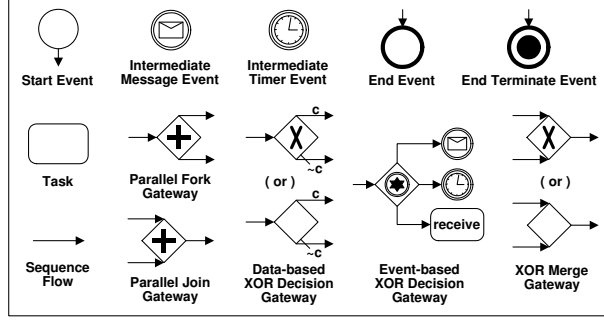 Start Event
Intermediate
Message Event
Intermediate
Timer Event
End Event
End Terminate Event
Task
Parallel Fork
Gateway
c
X
~c
( or )
receive
X
( or )
Sequence
Flow
Parallel Join
Gateway
c
~c
Data-based
XOR Decision
Gateway
Event-based
XOR Decision
Gateway
XOR Merge
Gateway